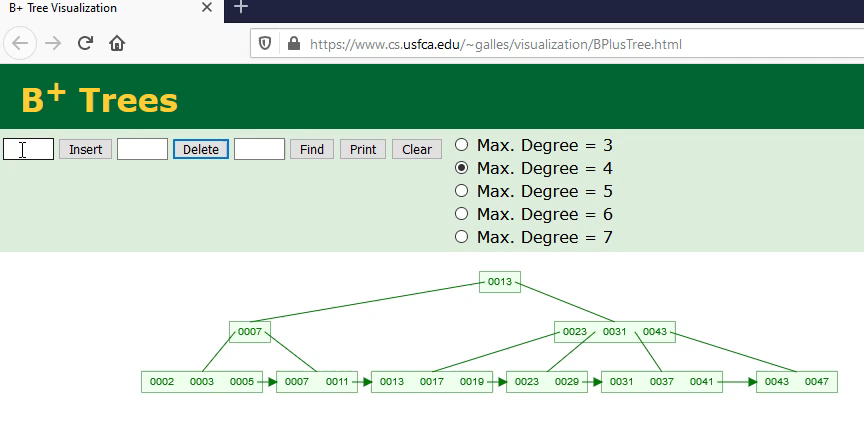 B+ Tree Visualization
https://www.cs.usfca.edu/~galles/visualization/BPlusTree.html
B+ Trees
Insert Delete Find Print Clear
Max. Degree = 3
Max. Degree = 4
Max. Degree = 5
Max. Degree = 6
Max. Degree = 7
0013
0007 0023 0031 0043
0002 0003 0005 0007 0011 0013 0017 0019 0023 0029 0031 0037 0041 0043 0047